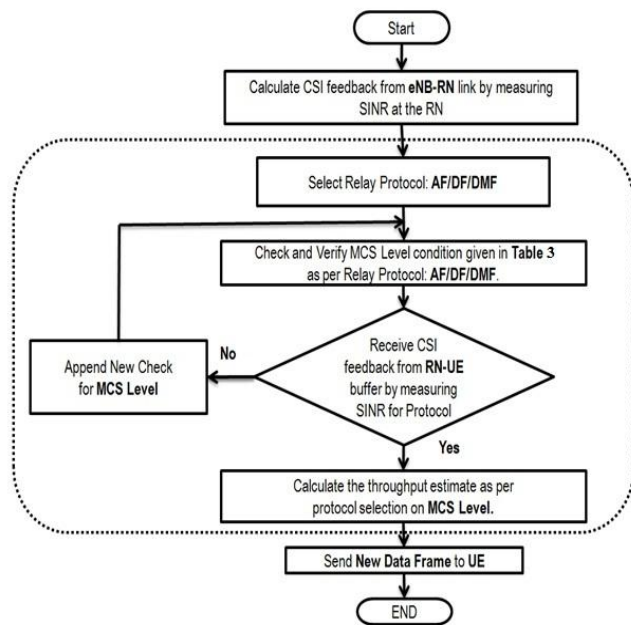 Start
Calculate CSI feedback from eNB-RN link by measuring
SINR at the RN
Select Relay Protocol: AF/DF/DMF
Check and Verify MCS Level condition given in Table 3
as per Relay Protocol: AF/DF/DMF.
Receive CSI
feedback from RN-UE
buffer by measuring
SINR for Protocol
No
Append New Check
for MCS Level
Yes
Calculate the throughput estimate as per
protocol selection on MCS Level.
Send New Data Frame to UE
END